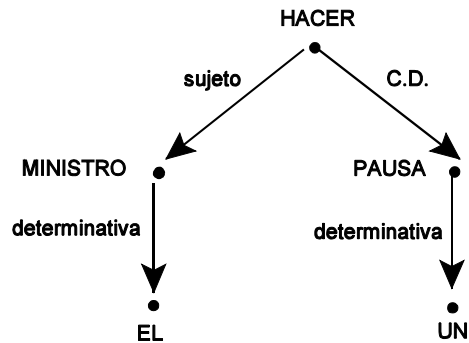 HACER
sujeto
C.D.
MINISTRO
PAUSA
determinativa
determinativa
EL
UN